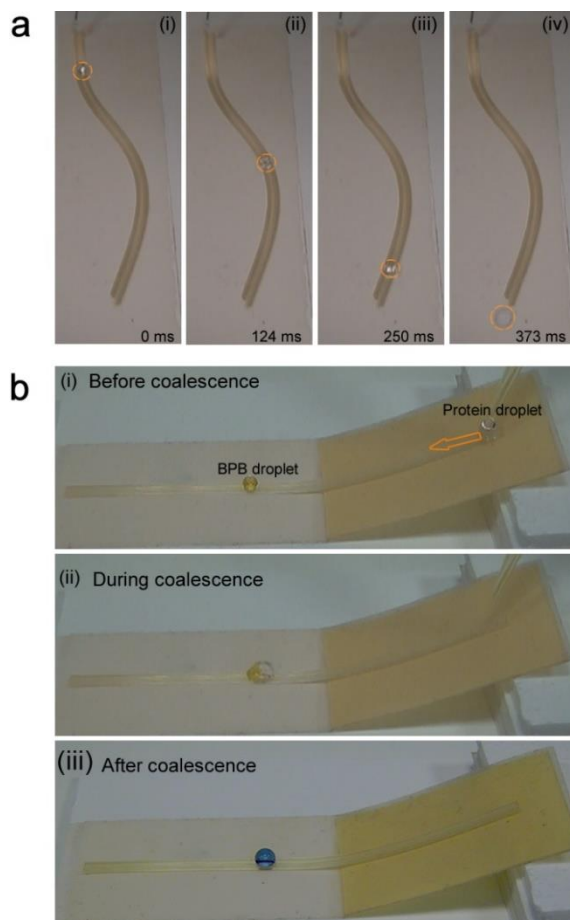 a
(i)
(ii)
(iii)
(iv)
0 ms
124 ms
250 ms
373 ms
b
(i) Before coalescence
Protein droplet
BPB droplet
(ii) During coalescence
(iii) After coalescence